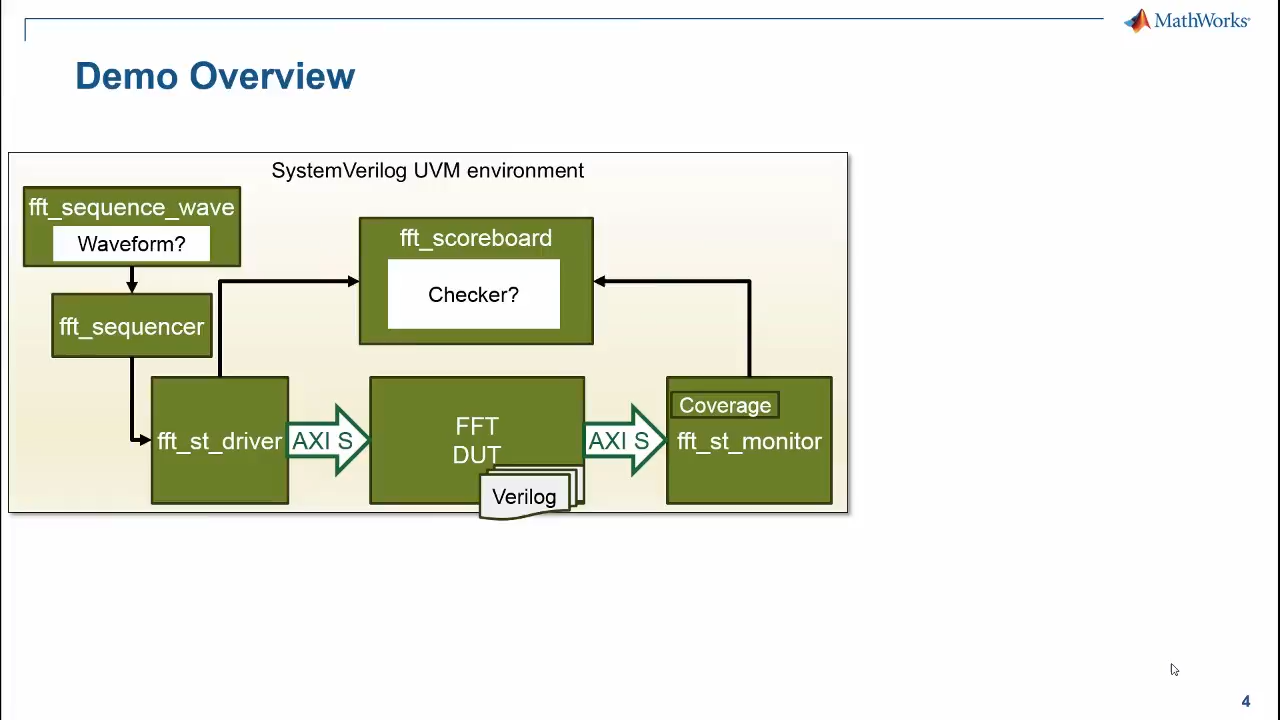 MathWorks
Demo Overview
SystemVerilog UVM environment
fft_sequence_wave
Waveform?
fft_scoreboard
Checker?
fft_sequencer
fft_st_driver
AXI S
FFT
DUT
Verilog
AXI S
Coverage
fft_st_monitor
4